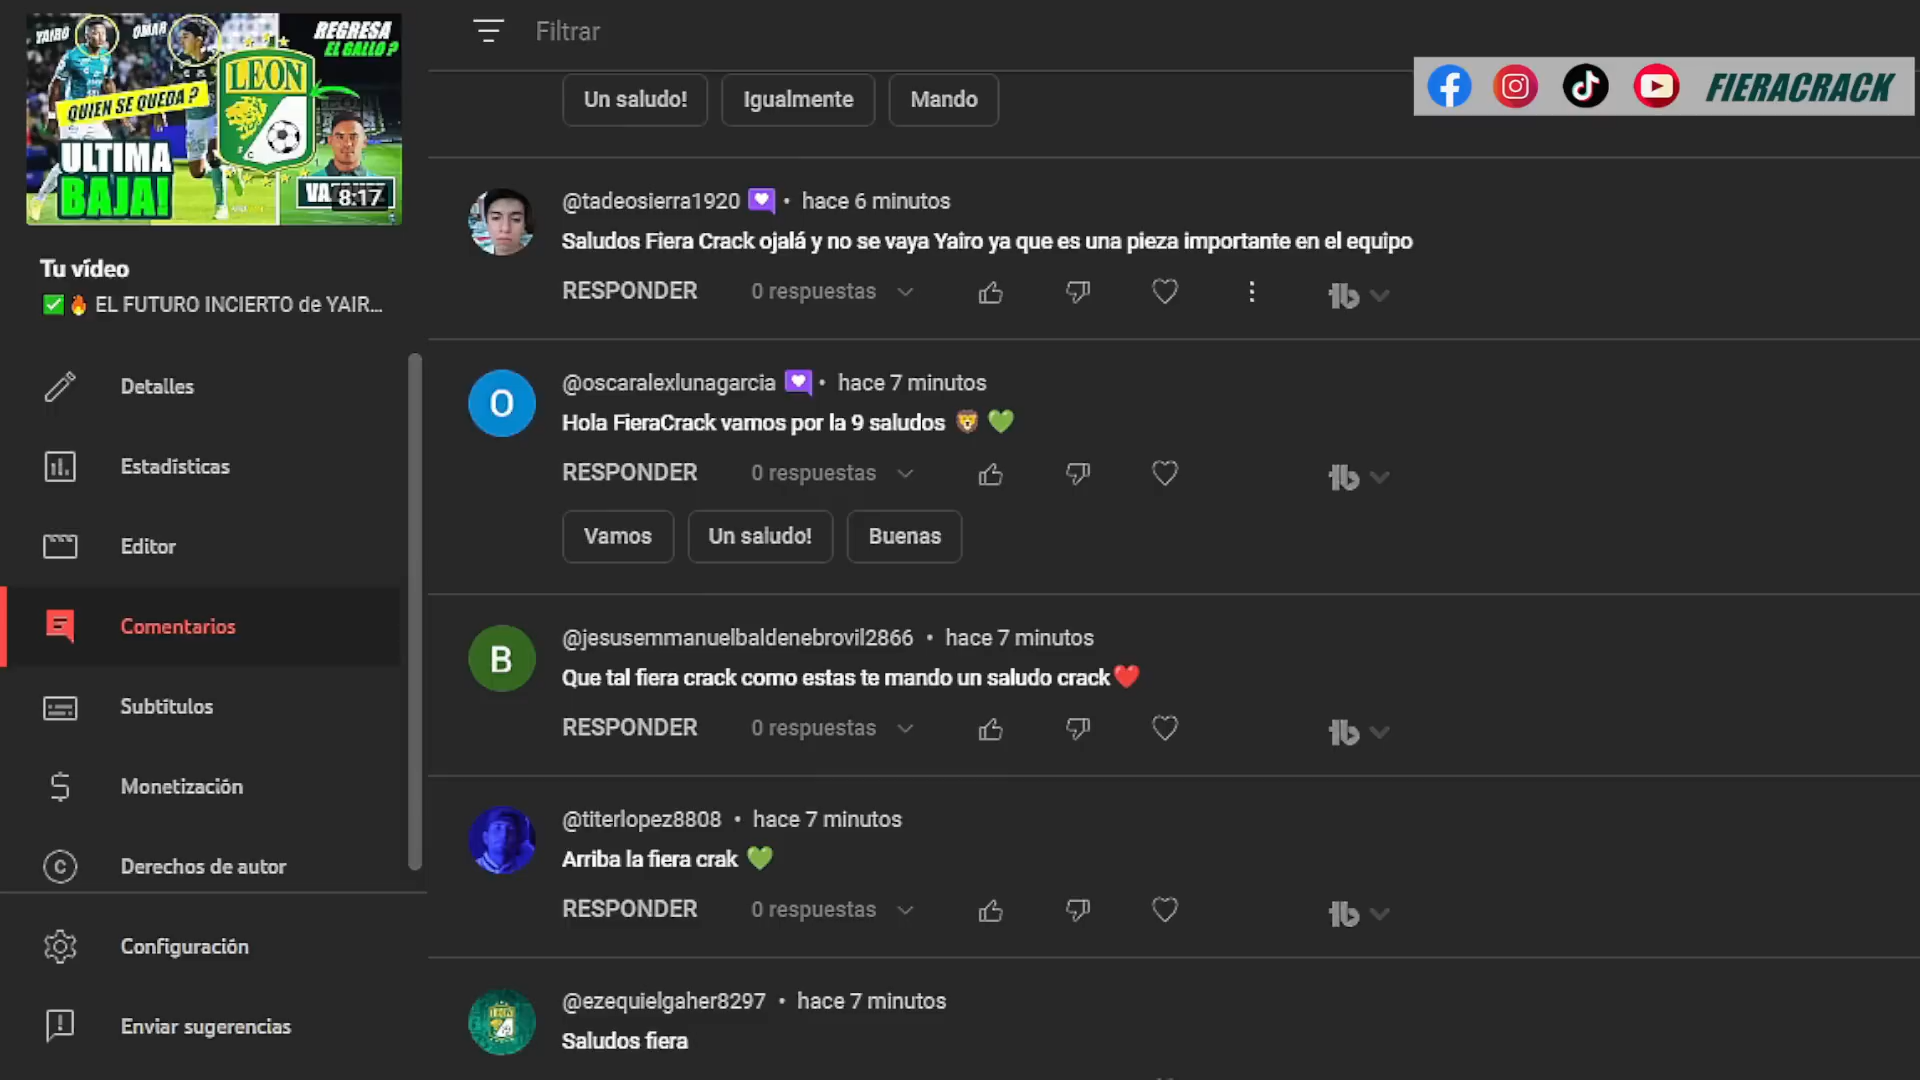 YAIRO
OMAR
REGRESA
EL GALLO ?
QUIEN SE QUEDA ?
LEON
ULTIMA
BAJA!
8:17
Tu vídeo
✅🔥 EL FUTURO INCIERTO de YAIR...
Detalles
Estadísticas
Editor
Comentarios
Subtítulos
Monetización
Derechos de autor
Configuración
Enviar sugerencias
Filtrar
FIERACRACK
Un saludo!
Igualmente
Mando
@tadeosierra1920 • hace 6 minutos
Saludos Fiera Crack ojalá y no se vaya Yairo ya que es una pieza importante en el equipo
RESPONDER 0 respuestas
@oscaralexlunagarcia • hace 7 minutos
Hola FieraCrack vamos por la 9 saludos 🦁 💚
RESPONDER 0 respuestas
Vamos
Un saludo!
Buenas
@jesusemmanuelbaldenebrovil2866 • hace 7 minutos
Que tal fiera crack como estas te mando un saludo crack❤️
RESPONDER 0 respuestas
@titerlopez8808 • hace 7 minutos
Arriba la fiera crak 💚
RESPONDER 0 respuestas
@ezequielgaher8297 • hace 7 minutos
Saludos fiera